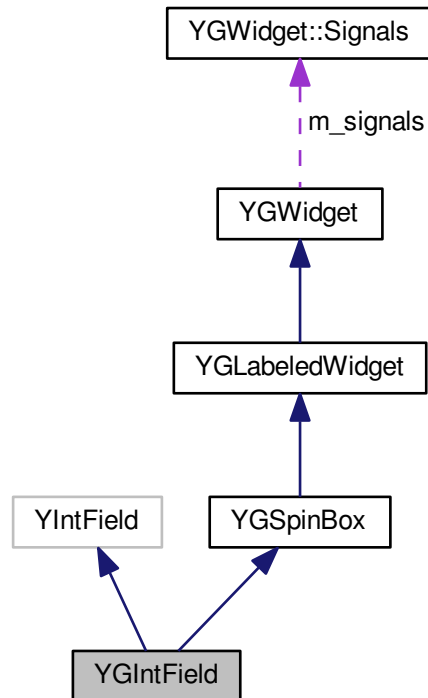 YGWidget::Signals
m_signals
YGWidget
YGLabeledWidget
YIntField
YGSpinBox
YGIntField